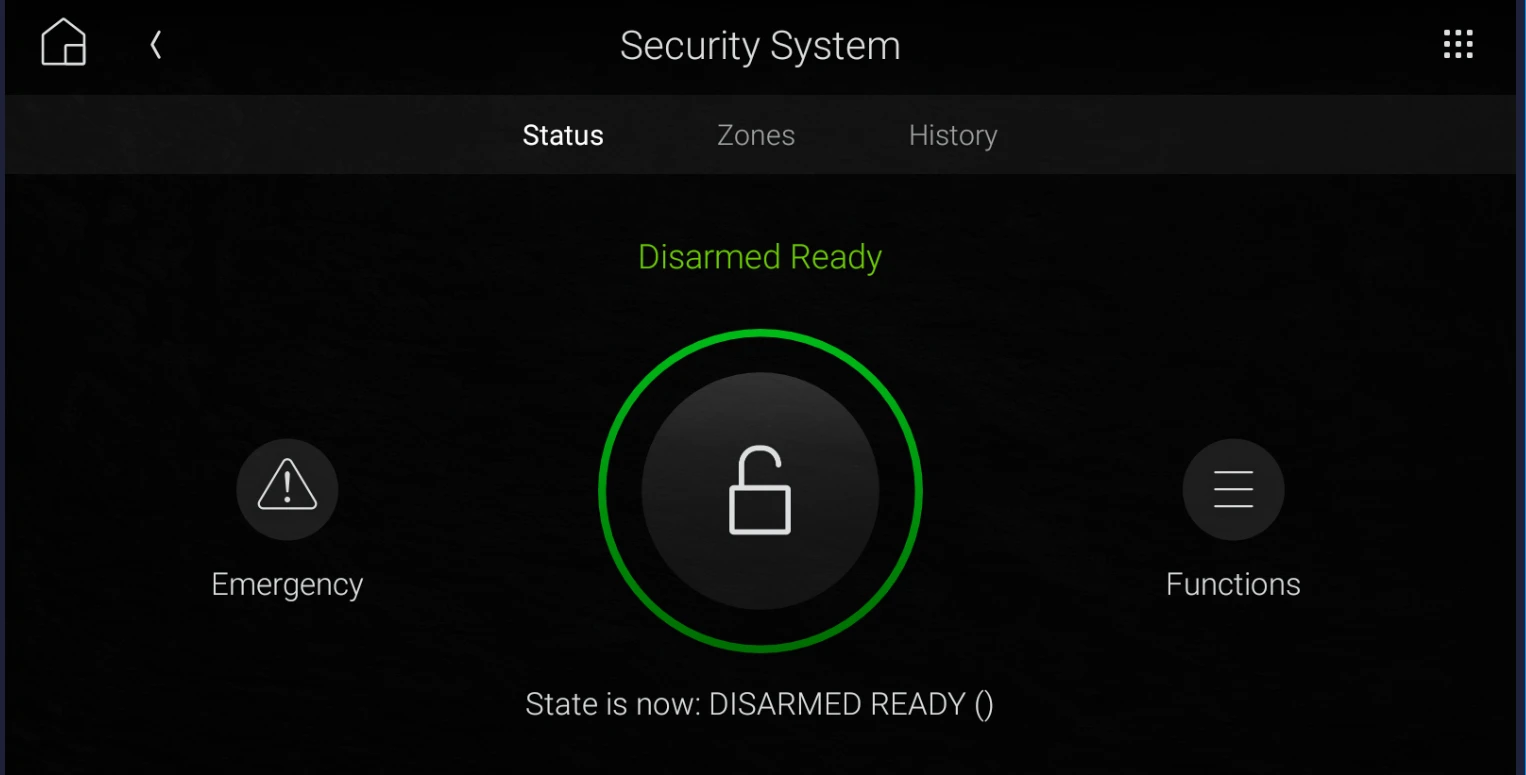 Security System
Status Zones History
Disarmed Ready
Emergency
Functions
State is now: DISARMED READY ()